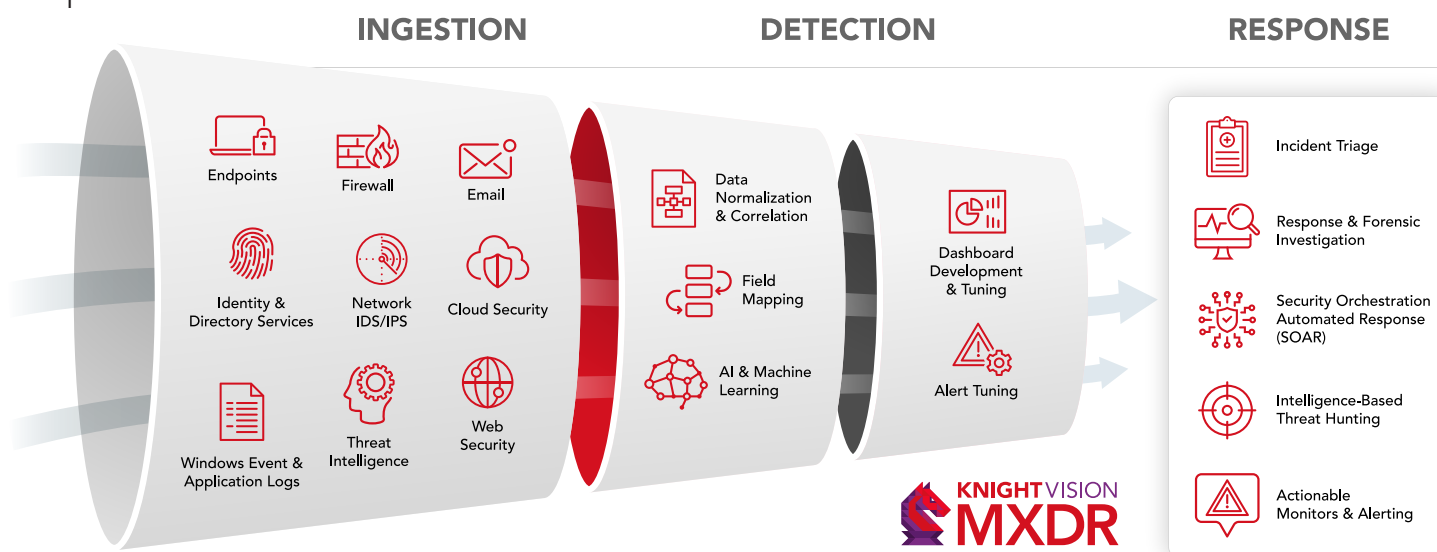 INGESTION
DETECTION
RESPONSE
Endpoints
Firewall
Email
Identity &
Directory Services
Network
IDS/IPS
Cloud Security
Windows Event &
Application Logs
Threat
Intelligence
Web
Security
Data
Normalization
& Correlation
Field
Mapping
AI & Machine
Learning
Dashboard
Development
& Tuning
Alert Tuning
Incident Triage
Response & Forensic
Investigation
Security Orchestration
Automated Response
(SOAR)
Intelligence-Based
Threat Hunting
Actionable
Monitors & Alerting
KNIGHTVISION
MXDR